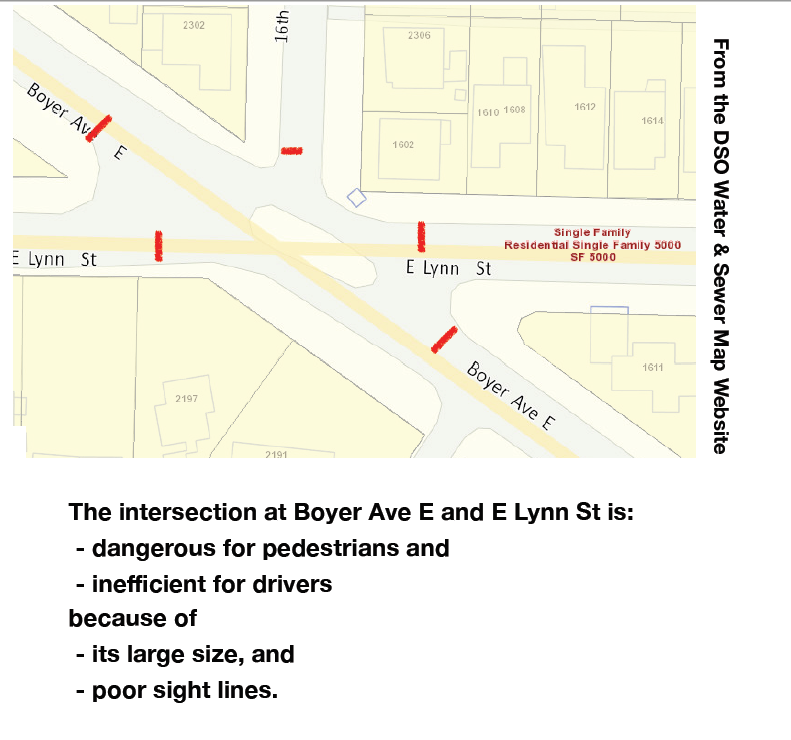 2302
16th
2306
1610 1608
1612
1614
1602
Boyer Av E
Single Family
Residential Single Family 5000
SF 5000
E Lynn St
E Lynn St
1611
Boyer Ave E
2197
2191
From the DSO Water & Sewer Map Website
The intersection at Boyer Ave E and E Lynn St is:
- dangerous for pedestrians and
- inefficient for drivers
because of
- its large size, and
- poor sight lines.